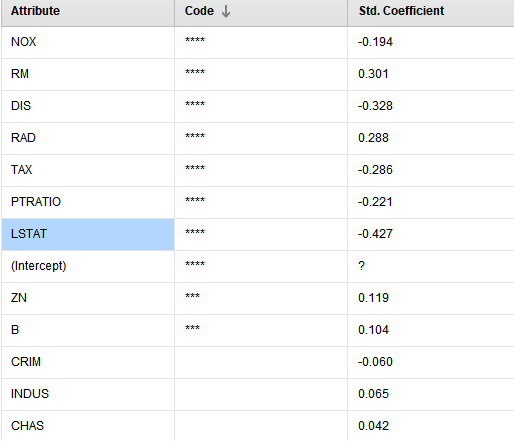 Attribute Code ↓ Std. Coefficient
NOX **** -0.194
RM **** 0.301
DIS **** -0.328
RAD **** 0.288
TAX **** -0.286
PTRATIO **** -0.221
LSTAT **** -0.427
(Intercept) **** ?
ZN *** 0.119
B *** 0.104
CRIM -0.060
INDUS 0.065
CHAS 0.042